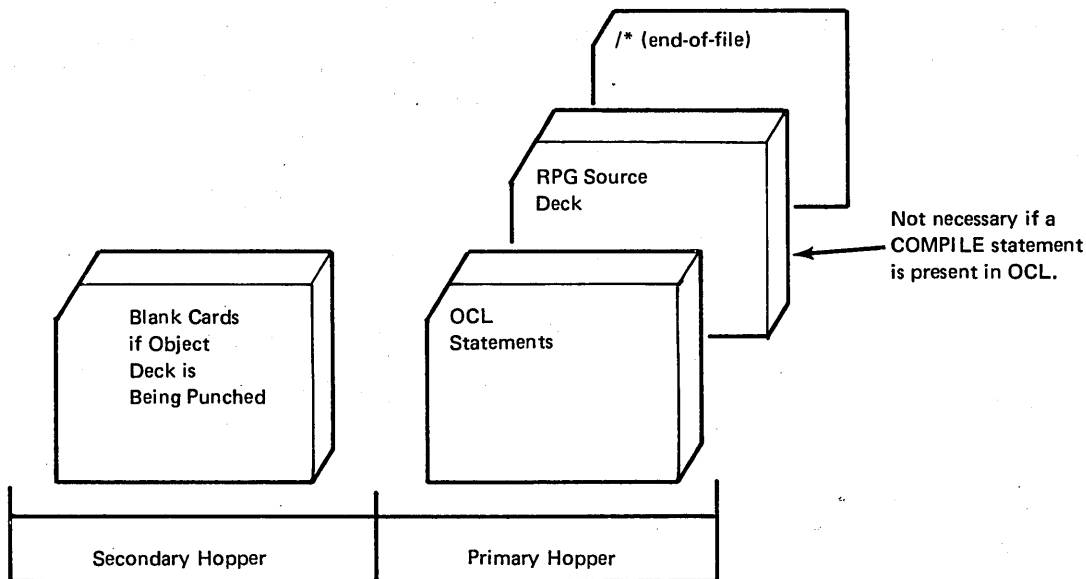 /* (end-of-file)
RPG Source
Deck
Not necessary if a
COMPILE statement
is present in OCL.
Blank Cards
if Object
Deck is
Being Punched
OCL
Statements
Secondary Hopper
Primary Hopper